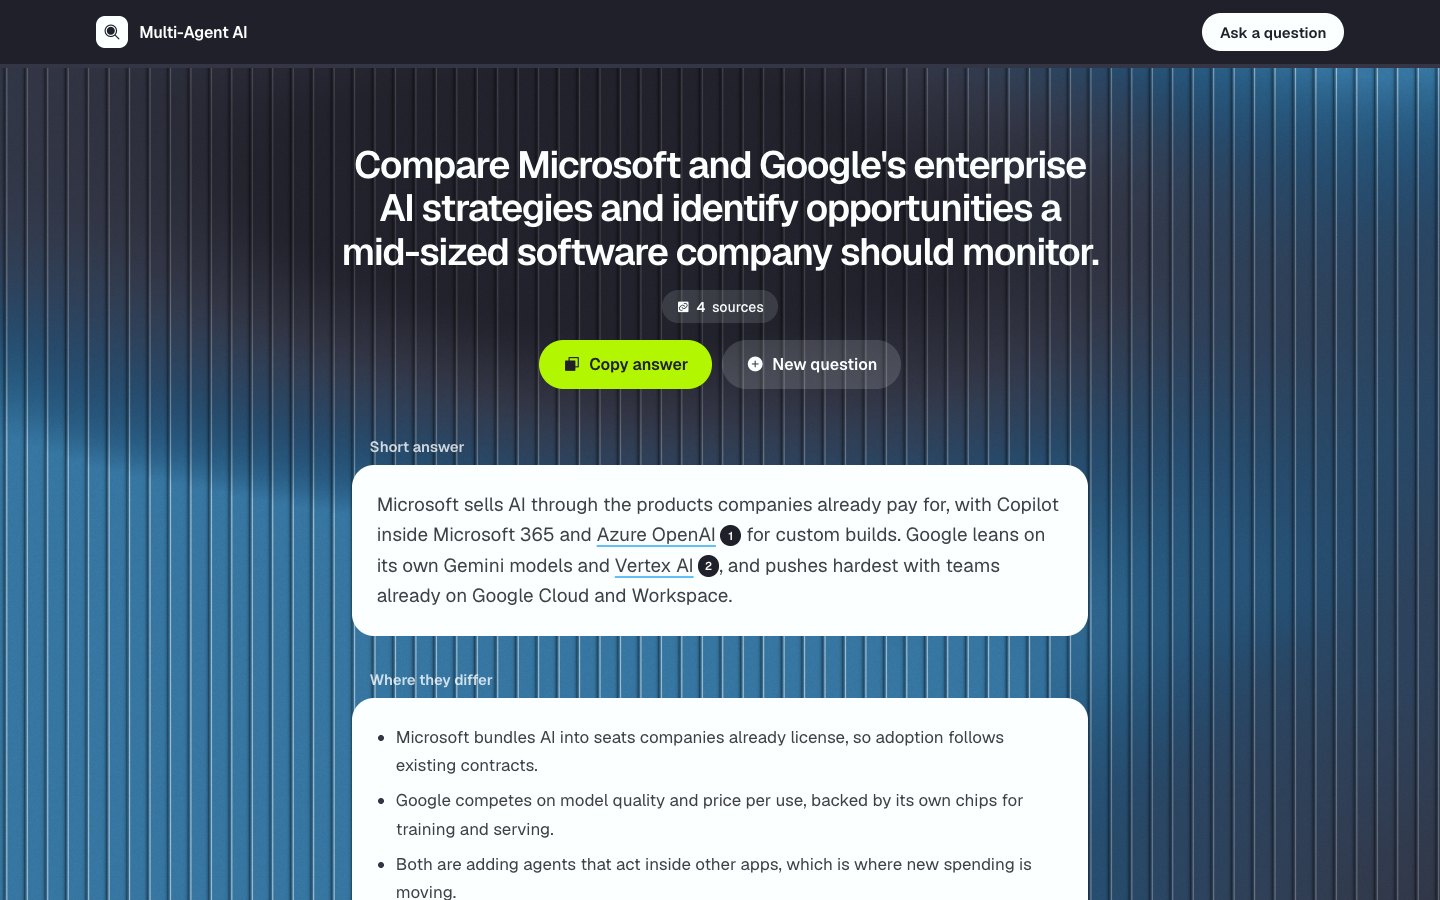 Multi-Agent AI
Ask a question
Compare Microsoft and Google's enterprise
AI strategies and identify opportunities a
mid-sized software company should monitor.
4 sources
Copy answer
New question
Short answer
Microsoft sells AI through the products companies already pay for, with Copilot
inside Microsoft 365 and Azure OpenAI 1 for custom builds. Google leans on
its own Gemini models and Vertex AI 2, and pushes hardest with teams
already on Google Cloud and Workspace.
Where they differ
• Microsoft bundles AI into seats companies already license, so adoption follows
existing contracts.
• Google competes on model quality and price per use, backed by its own chips for
training and serving.
• Both are adding agents that act inside other apps, which is where new spending is
moving.